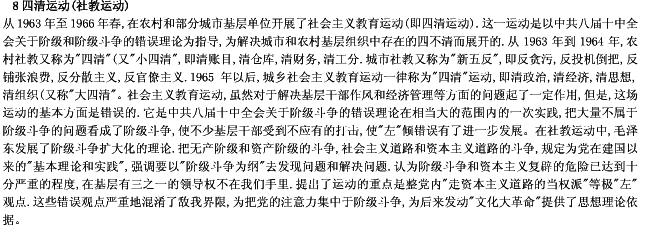 8 四清运动(社教运动)
从1963年至1966年春,在农村和部分城市基层单位开展了社会主义教育运动(即四清运动).这一运动是以中共八届十中全
会关于阶级和阶级斗争的错误理论为指导,为解决城市和农村基层组织中存在的四不清而展开的.从1963年到1964年,农
村社教又称为"四清"(又"小四清",即清账目,清仓库,清财务,清工分.城市社教又称为"新五反",即反贪污,反投机倒把,反
铺张浪费,反分散主义,反官僚主义.1965 年以后,城乡社会主义教育运动一律称为"四清"运动,即清政治,清经济,清思想,
清组织(又称"大四清"。社会主义教育运动,虽然对于解决基层干部作风和经济管理等方面的问题起了一定作用,但是,这场
运动的基本方面是错误的.它是中共八届十中全会关于阶级斗争的错误理论在相当大的范围内的一次实践,把大量不属于
阶级斗争的问题看成了阶级斗争,使不少基层干部受到不应有的打击,使"左"倾错误有了进一步发展。在社教运动中,毛泽
东发展了阶级斗争扩大化的理论.把无产阶级和资产阶级的斗争,社会主义道路和资本主义道路的斗争,规定为党在建国以
来的"基本理论和实践",强调要以"阶级斗争为纲"去发现问题和解决问题.认为阶级斗争和资本主义复辟的危险已达到十
分严重的程度,在基层有三之一的领导权不在我们手里.提出了运动的重点是整党内"走资本主义道路的当权派"等极"左"
观点.这些错误观点严重地混淆了敌我界限,为把党的注意力集中于阶级斗争,为后来发动"文化大革命"提供了思想理论依
据。